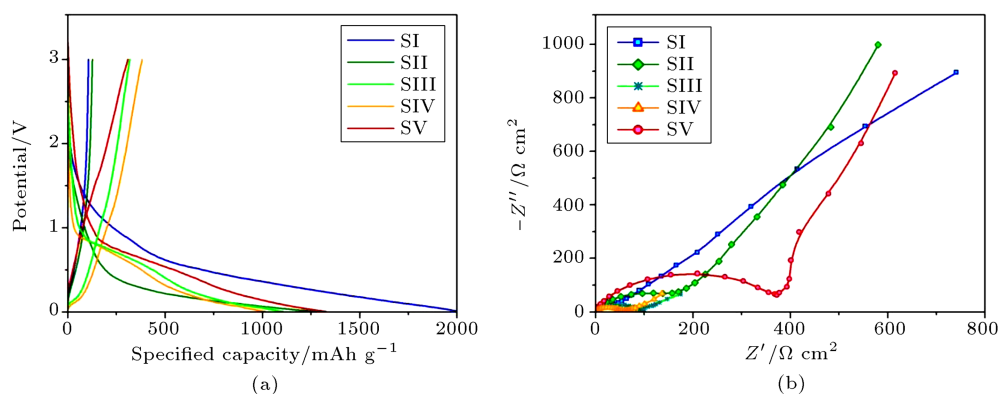 SI
SII
SIII
SIV
SV
Potential/V
3
2
1
0
0
500
1000
1500
2000
Specified capacity/mAh g⁻¹
(a)
SI
SII
SIII
SIV
SV
-Z″/Ω cm2
1000
800
600
400
200
0
0
200
400
600
800
Z′/Ω cm2
(b)